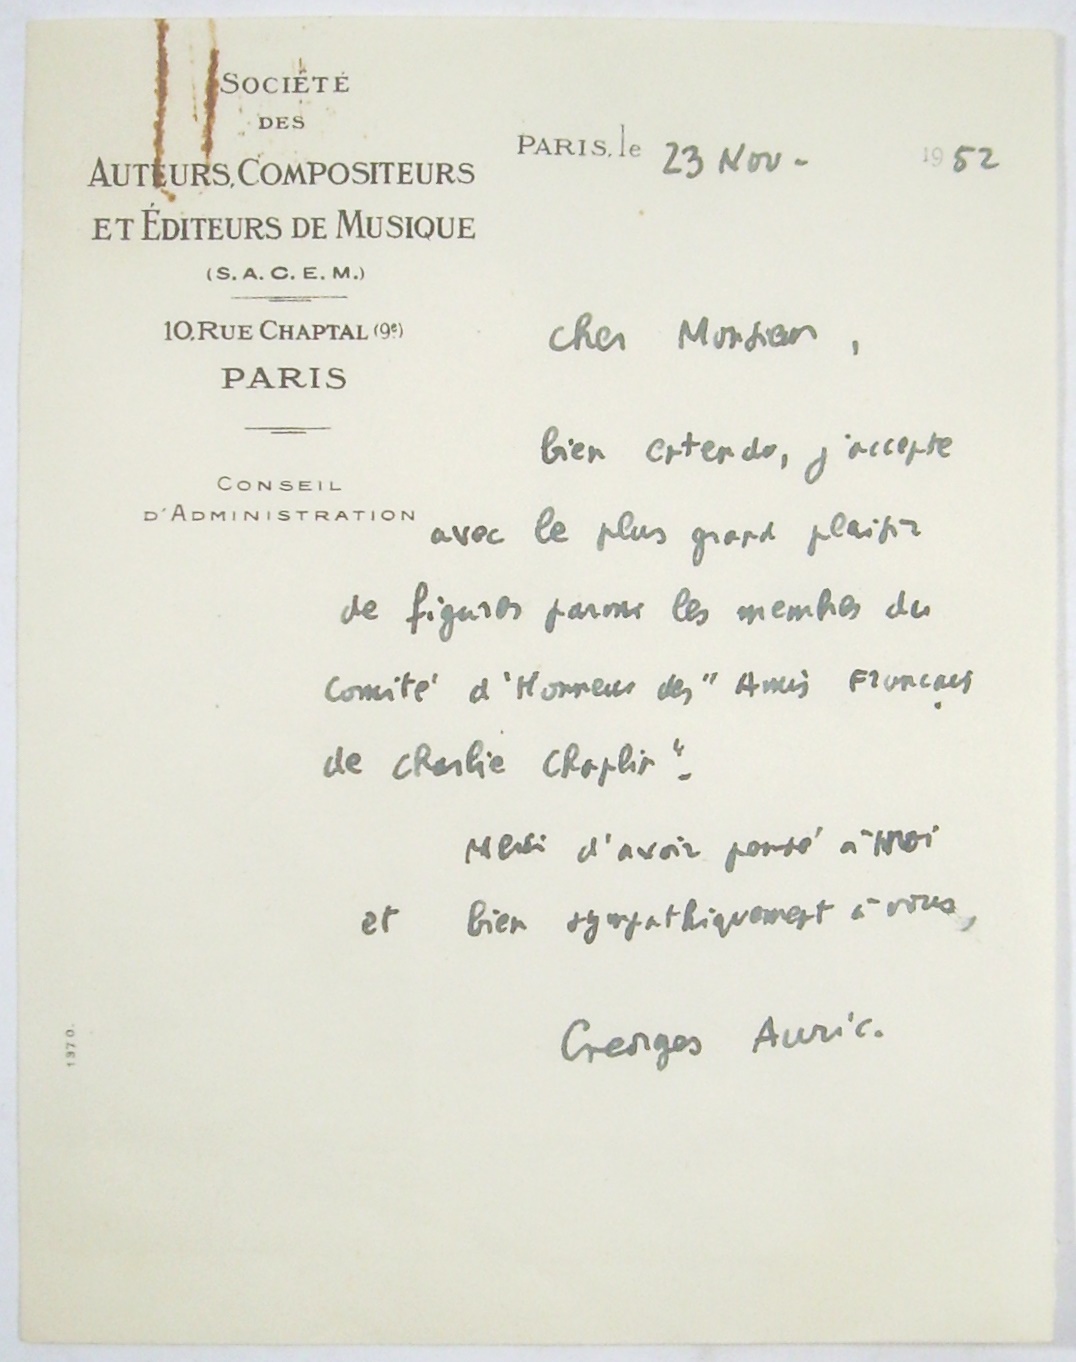 SOCIÉTÉ
DES
AUTEURS, COMPOSITEURS
ET ÉDITEURS DE MUSIQUE
(S. A. C. E. M.)
10, RUE CHAPTAL (9e)
PARIS
CONSEIL
D'ADMINISTRATION
PARIS, le 23 Nov - 1952
Cher Monsieur,
bien entendu, j'accepte
avec le plus grand plaisir
de figurer parmi les membres du
Comité d'Honneur des "Amis Français
de Charlie Chaplin".
Merci d'avoir pensé à moi
et bien sympathiquement à vous,
Georges Auric.
1370.